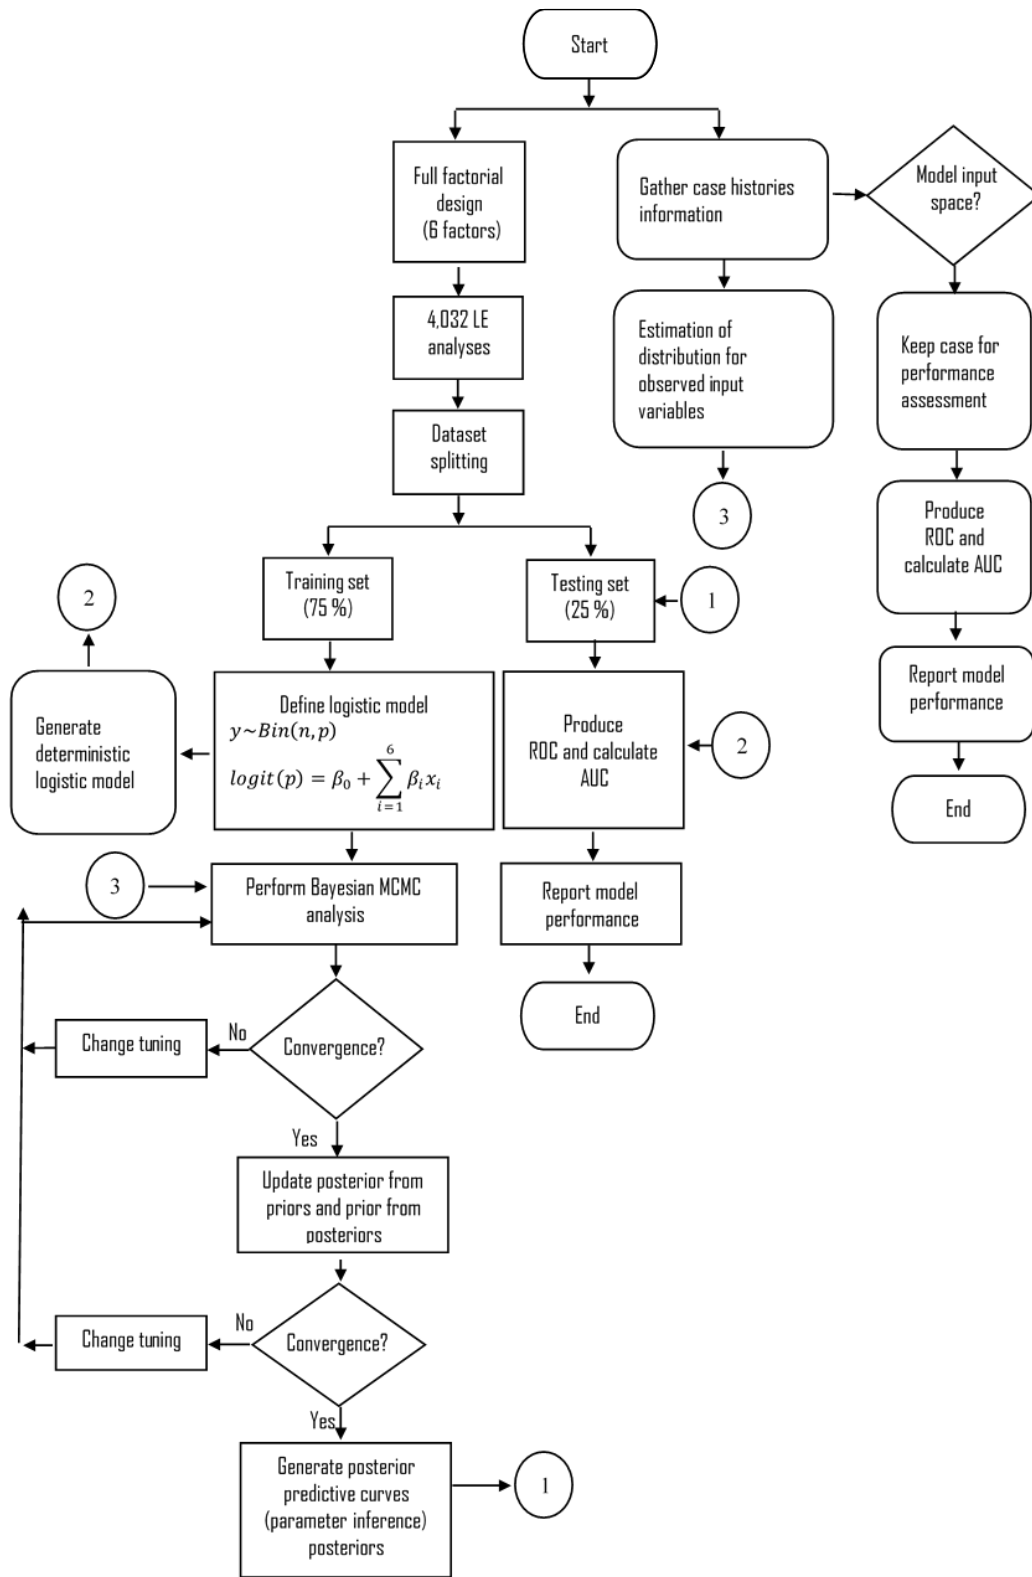 Start
Full factorial
design
(6 factors)
Gather case histories
information
Model input
space?
4,032 LE
analyses
Estimation of
distribution for
observed input
variables
Keep case for
performance
assessment
Dataset
splitting
3
Produce
ROC and
calculate AUC
Training set
(75 %)
Testing set
(25 %)
1
2
Report model
performance
Generate
deterministic
logistic model
Define logistic model
y~Bin(n, p)
logit(p) = β₀ + ∑_{i=1}^{6} β_i x_i
Produce
ROC and calculate
AUC
2
End
3
Perform Bayesian MCMC
analysis
Report model
performance
End
Change tuning
No
Convergence?
Yes
Update posterior from
priors and prior from
posteriors
Change tuning
No
Convergence?
Yes
Generate posterior
predictive curves
(parameter inference)
posteriors
1